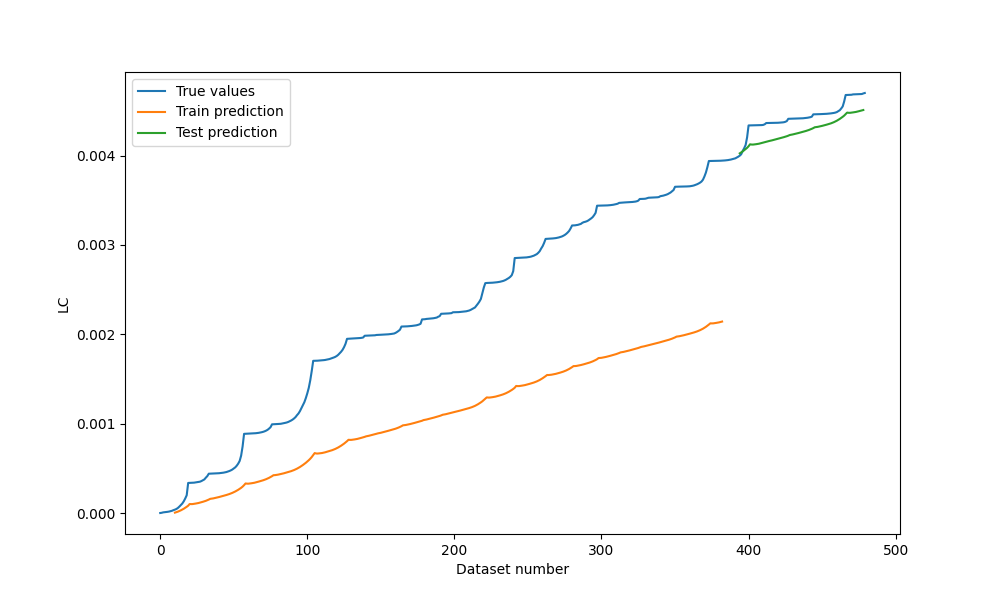 True values
Train prediction
Test prediction
LC
0.004
0.003
0.002
0.001
0.000
0 100 200 300 400 500
Dataset number